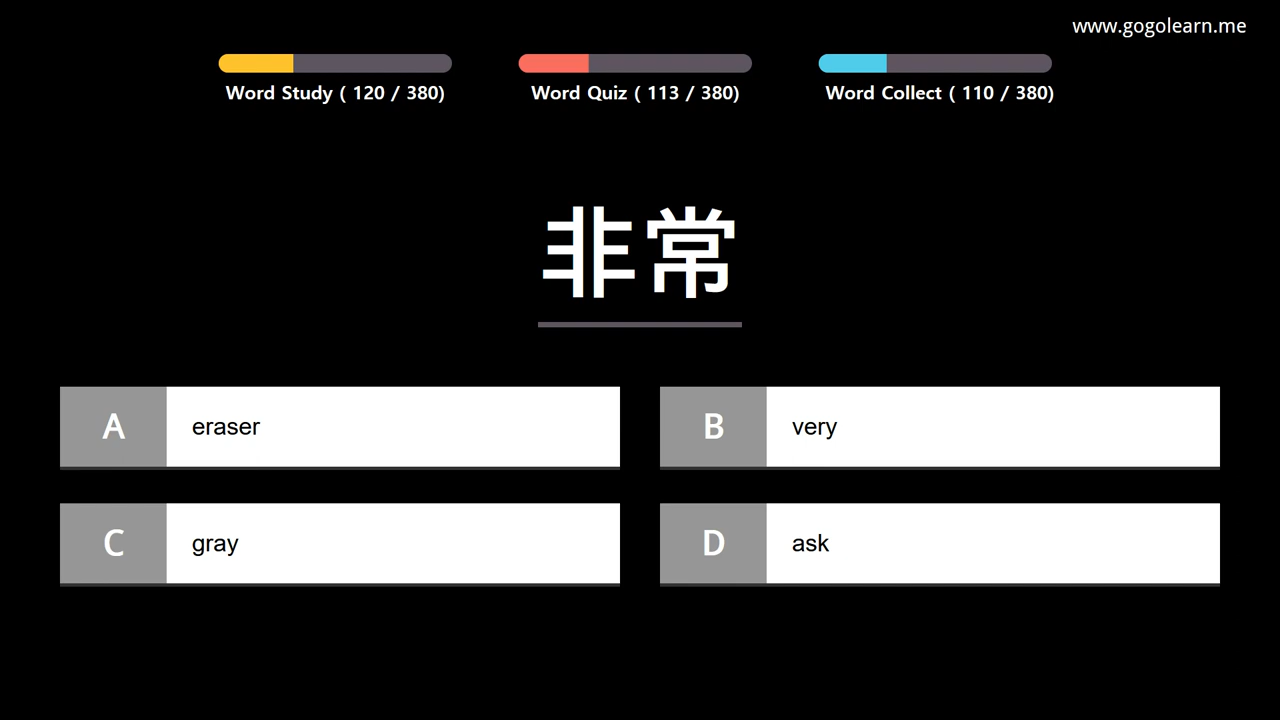 www.gogolearn.me
Word Study ( 120 / 380)
Word Quiz ( 113 / 380)
Word Collect ( 110 / 380)
非常
A eraser
B very
C gray
D ask